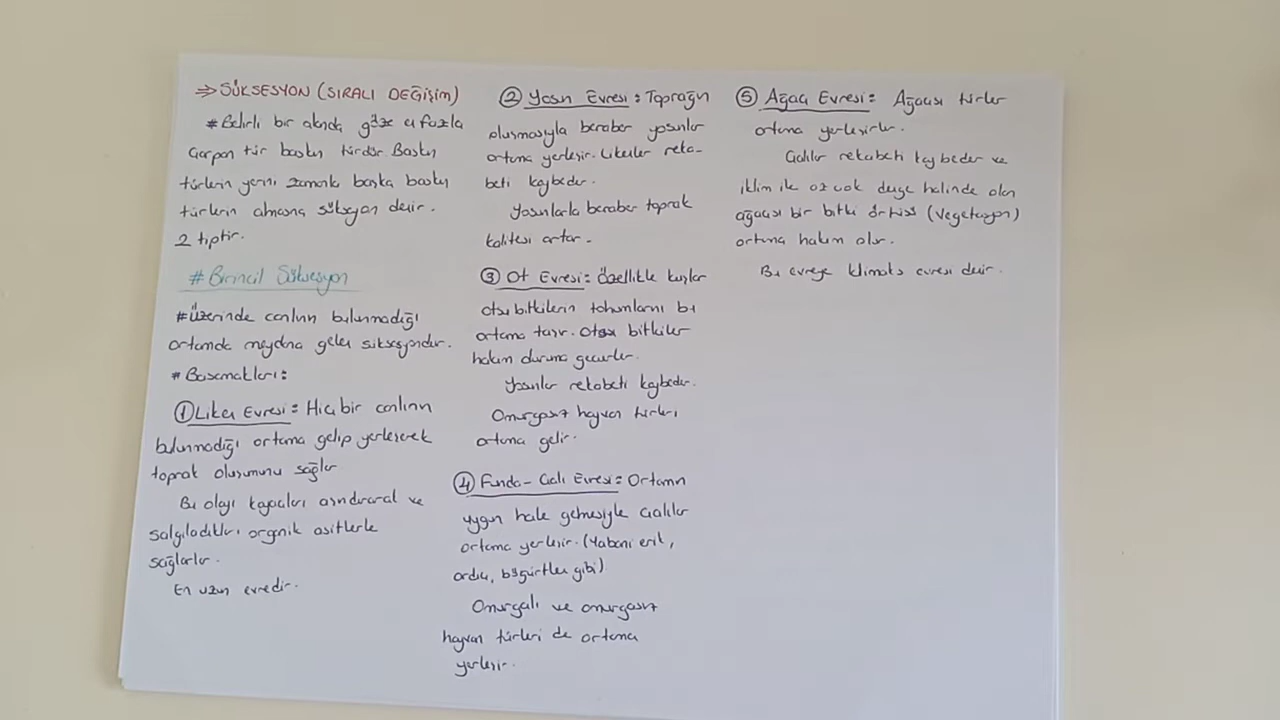 ⇒ SÜKSESYON (SIRALI DEĞİŞİM)
# Belirli bir alanda göze en fazla
çarpan tür baskın türdür. Baskın
türlerin yerini zamanla başka baskın
türlerin almasına süksesyon denir.
2 tiptir.
# Birincil Süksesyon
# Üzerinde canlının bulunmadığı
ortamda meydana gelen süksesyondur.
# Basamakları:
① Liken Evresi: Hiçbir canlının
bulunmadığı ortama gelip yerleşerek
toprak oluşumunu sağlar
Bu olayı kayaları aşındırarak ve
salgıladıkları organik asitlerle
sağlarlar.
En uzun evredir.
② Yosun Evresi: Toprağın
oluşmasıyla beraber yosunlar
ortama yerleşir. Likenler reka-
beti kaybeder.
Yosunlarla beraber toprak
kalitesi artar.
③ Ot Evresi: Özellikle kuşlar
otsu bitkilerin tohumlarını bu
ortama taşır. Otsu bitkiler
hakim duruma geçerler.
Yosunlar rekabeti kaybeder.
Omurgasız hayvan türleri
ortama gelir.
④ Funda-Çalı Evresi: Ortamın
uygun hale gelmesiyle çalılar
ortama yerleşir. (Yabani erik,
ardıç, böğürtlen gibi)
Omurgalı ve omurgasız
hayvan türleri de ortama
yerleşir.
⑤ Ağaç Evresi: Ağaçsı türler
ortama yerleşirler.
Çalılar rekabeti kaybeder ve
iklim ile az çok denge halinde olan
ağaçsı bir bitki örtüsü (vegetasyon)
ortama hakim olur.
Bu evreye klimaks evresi denir.